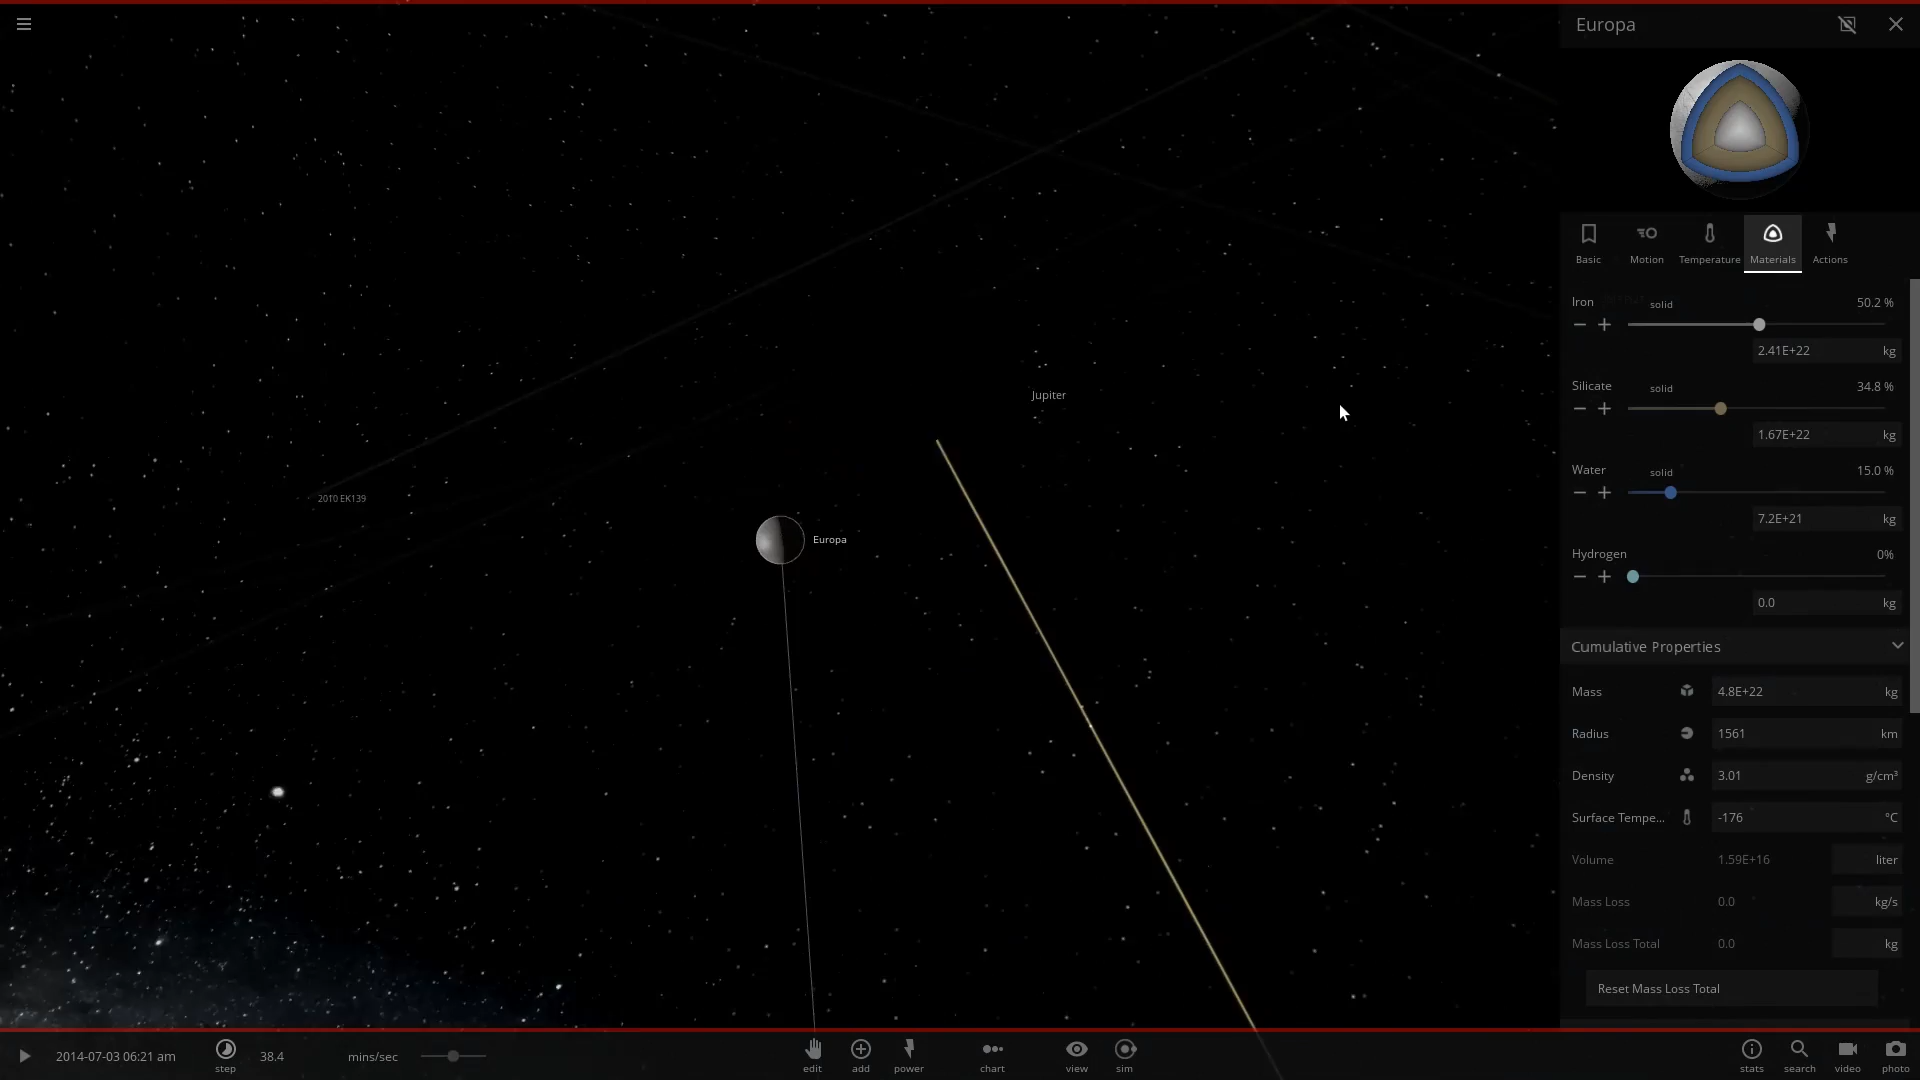 Europa
Basic
Motion
Temperature
Materials
Actions
Iron solid 50.2 %
2.41E+22 kg
Silicate solid 34.8 %
1.67E+22 kg
Water solid 15.0 %
7.2E+21 kg
Hydrogen 0%
0.0 kg
Cumulative Properties
Mass 4.8E+22 kg
Radius 1561 km
Density 3.01 g/cm³
Surface Tempe... -176 °C
Volume 1.59E+16 liter
Mass Loss 0.0 kg/s
Mass Loss Total 0.0 kg
Reset Mass Loss Total
Jupiter
2010 EK139
Europa
2014-07-03 06:21 am
step
38.4 mins/sec
edit
add
power
chart
view
sim
stats
search
video
photo